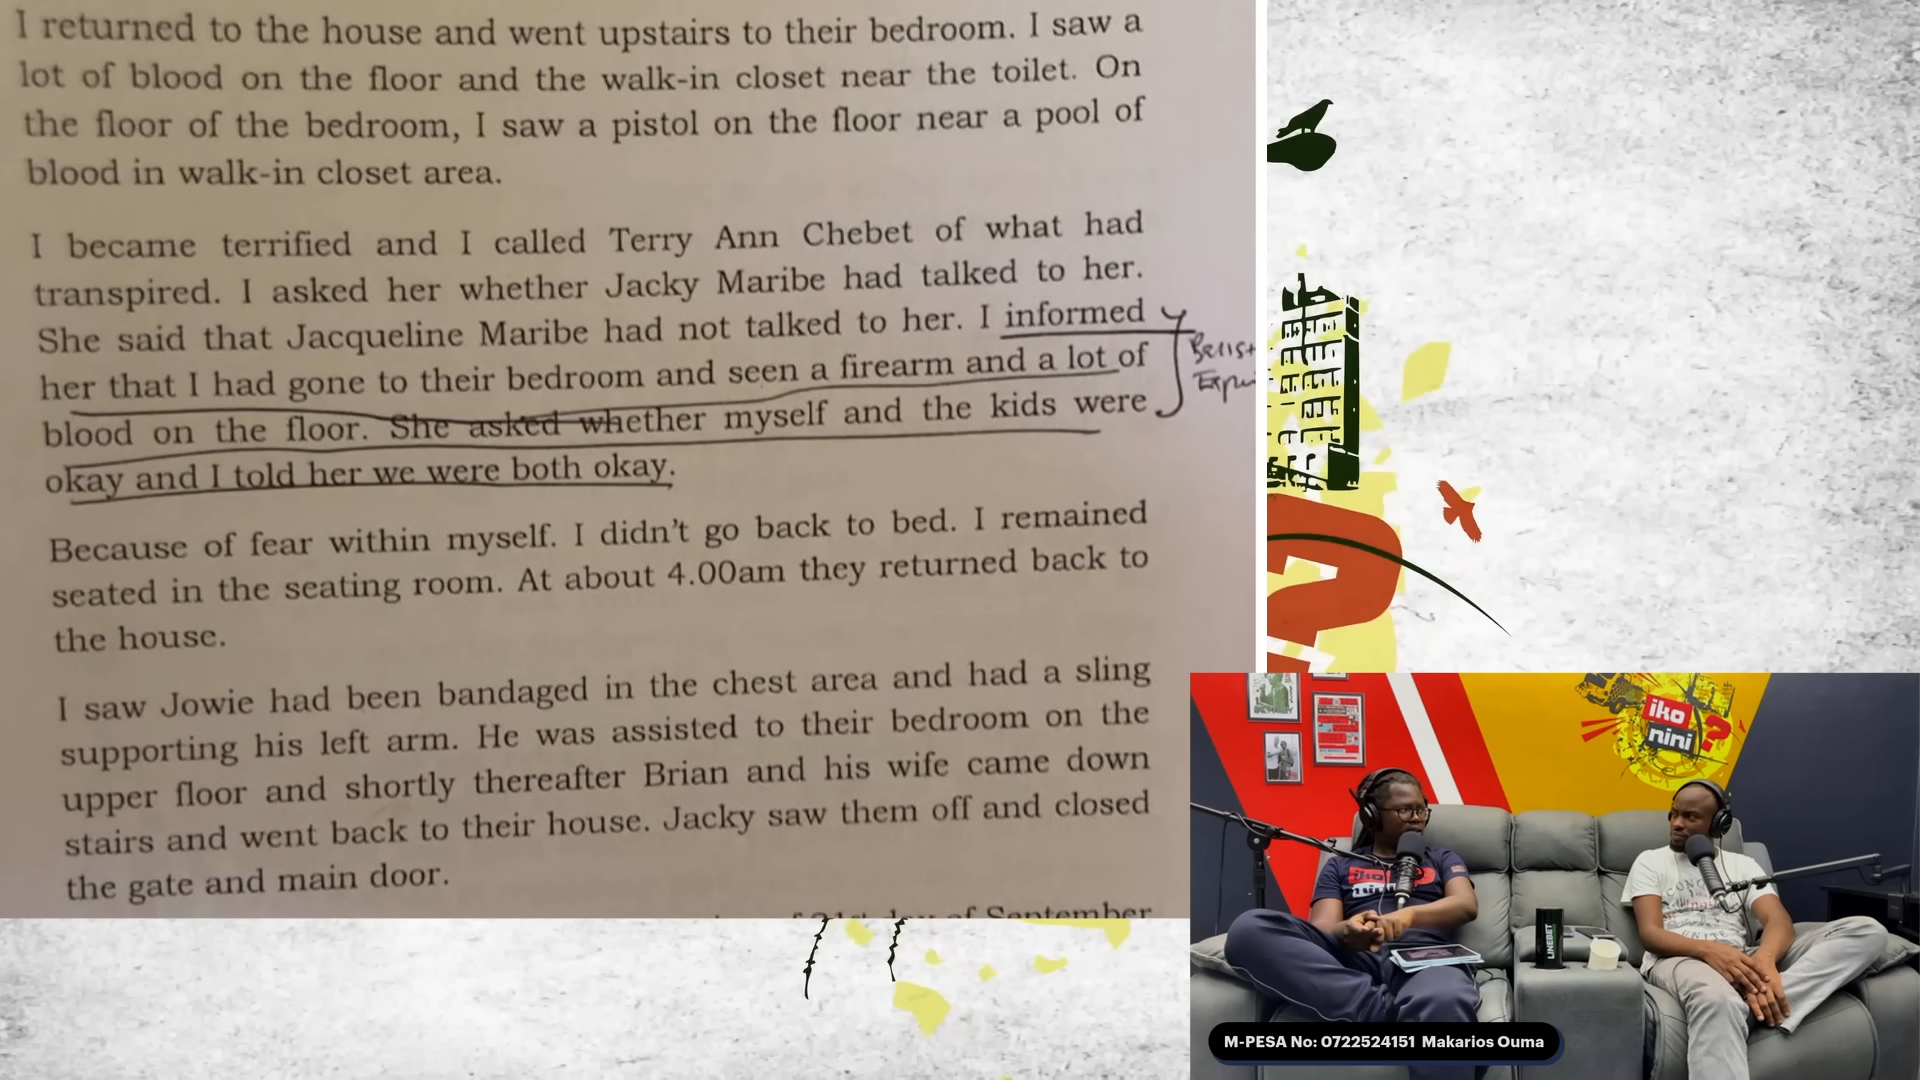 I returned to the house and went upstairs to their bedroom. I saw a
lot of blood on the floor and the walk-in closet near the toilet. On
the floor of the bedroom, I saw a pistol on the floor near a pool of
blood in walk-in closet area.
I became terrified and I called Terry Ann Chebet of what had
transpired. I asked her whether Jacky Maribe had talked to her.
She said that Jacqueline Maribe had not talked to her. I informed
her that I had gone to their bedroom and seen a firearm and a lot of
blood on the floor. She asked whether myself and the kids were
okay and I told her we were both okay.
Because of fear within myself. I didn't go back to bed. I remained
seated in the seating room. At about 4.00am they returned back to
the house.
I saw Jowie had been bandaged in the chest area and had a sling
supporting his left arm. He was assisted to their bedroom on the
upper floor and shortly thereafter Brian and his wife came down
stairs and went back to their house. Jacky saw them off and closed
the gate and main door.
of September
iko
nini ?
iko
LINEBET
UNITE
M-PESA No: 0722524151 Makarios Ouma